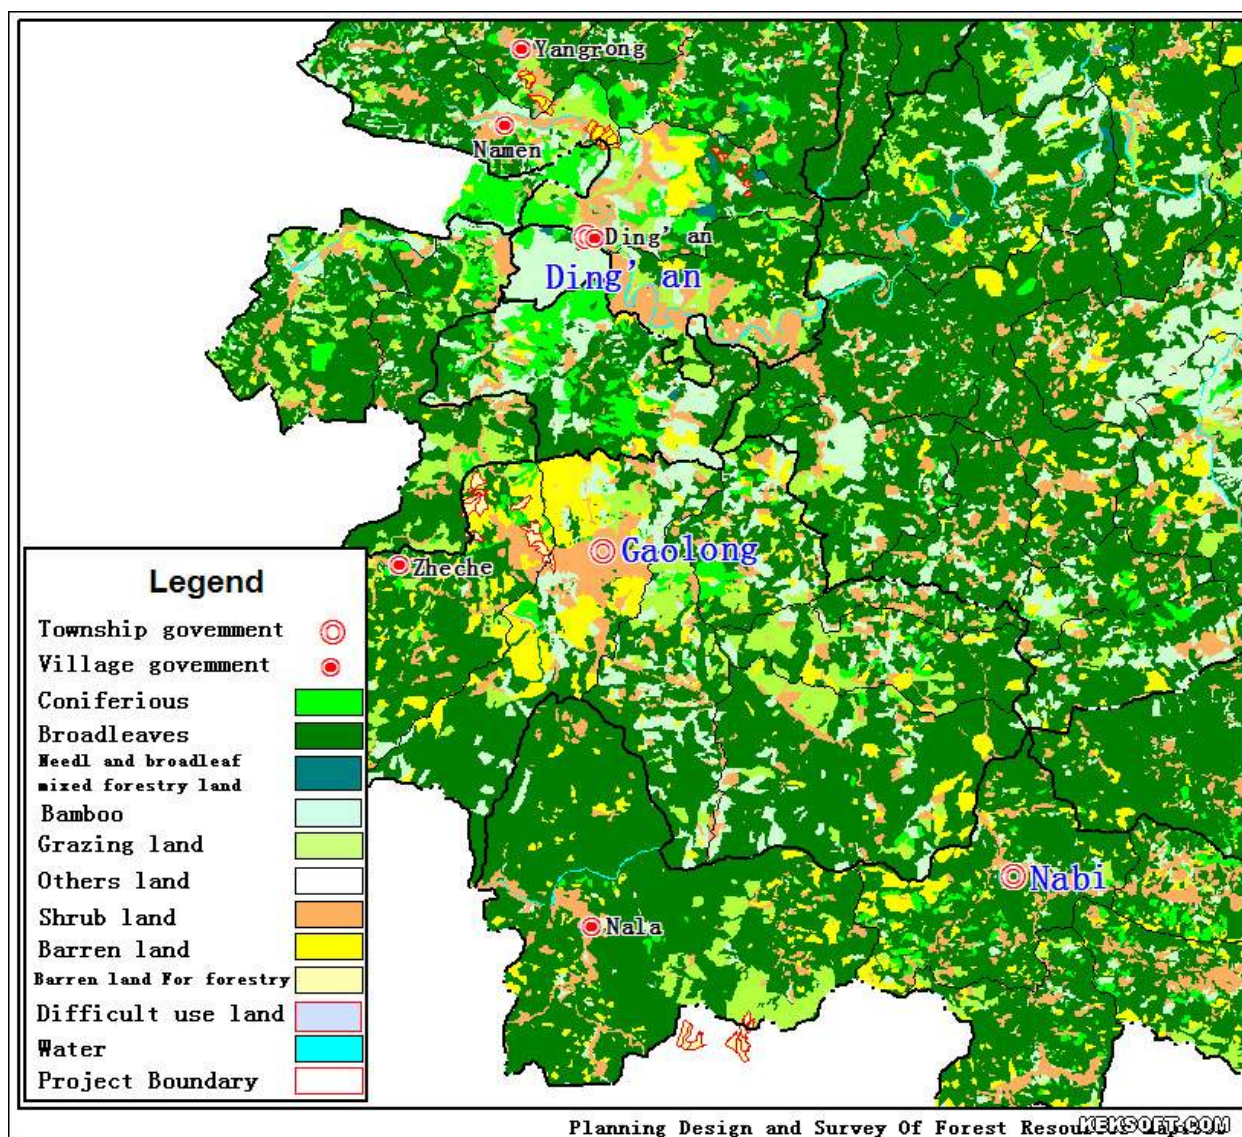 Yangrong
Namen
Ding' an
Ding' an
Gaolong
Zheche
Nabi
Nala
Legend
Township govemment
Village govemment
Coniferious
Broadleaves
Needl and broadleaf
mixed forestry land
Bamboo
Grazing land
Others land
Shrub land
Barren land
Barren land For forestry
Difficult use land
Water
Project Boundary
Planning Design and Survey Of Forest
KEKSOFT.COM